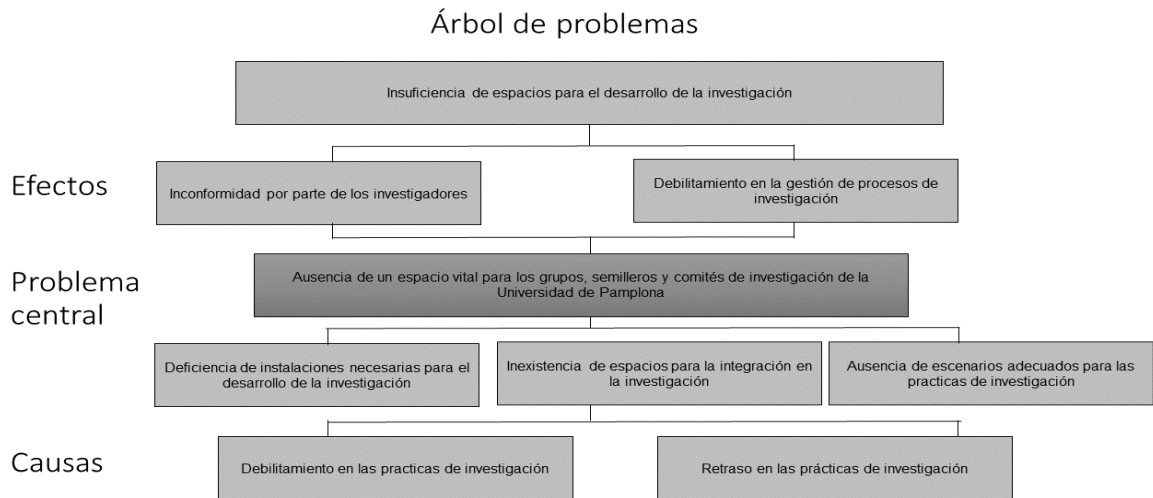 Árbol de problemas
Insuficiencia de espacios para el desarrollo de la investigación
Efectos
Inconformidad por parte de los investigadores
Debilitamiento en la gestión de procesos de
investigación
Problema
central
Ausencia de un espacio vital para los grupos, semilleros y comités de investigación de la
Universidad de Pamplona
Deficiencia de instalaciones necesarias para el
desarrollo de la investigación
Inexistencia de espacios para la integración en
la investigación
Ausencia de escenarios adecuados para las
practicas de investigación
Causas
Debilitamiento en las practicas de investigación
Retraso en las prácticas de investigación